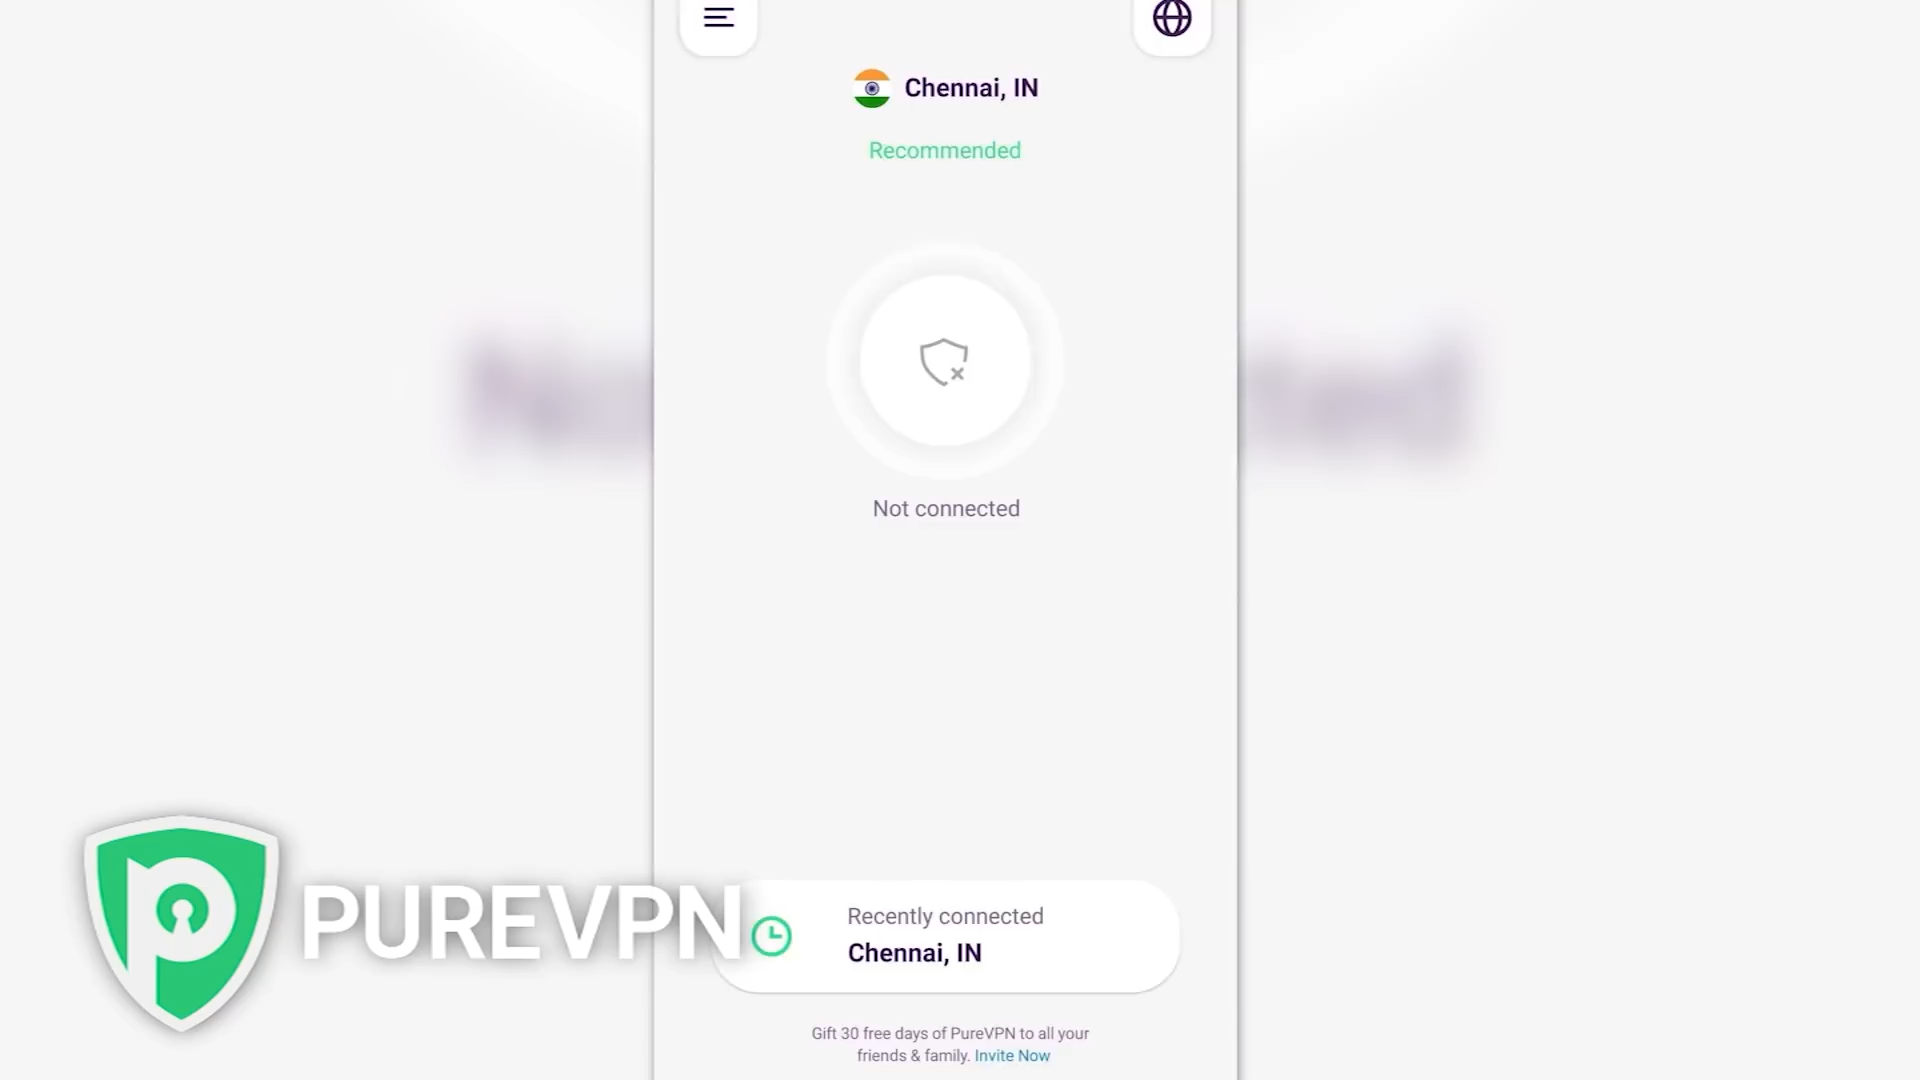 Chennai, IN
Recommended
Not connected
PUREVPN
Recently connected
Chennai, IN
Gift 30 free days of PureVPN to all your
friends & family. Invite Now